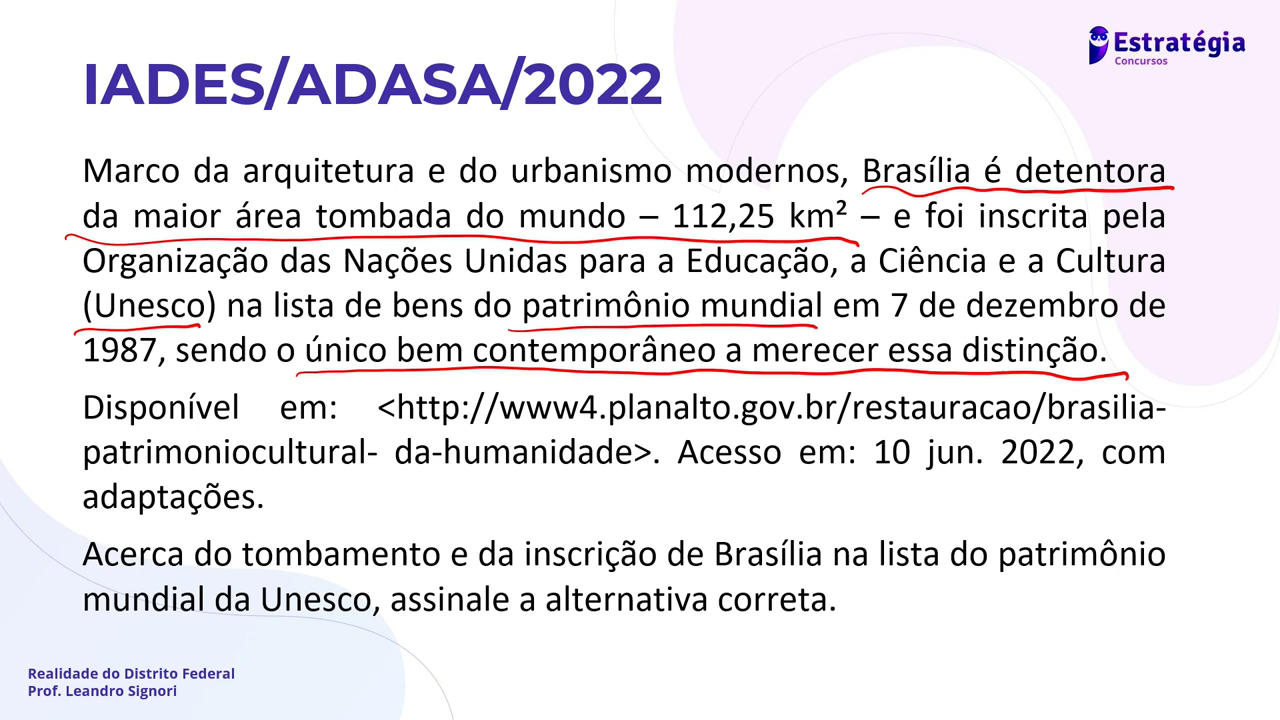 Estratégia
Concursos
IADES/ADASA/2022
Marco da arquitetura e do urbanismo modernos, Brasília é detentora
da maior área tombada do mundo – 112,25 km² – e foi inscrita pela
Organização das Nações Unidas para a Educação, a Ciência e a Cultura
(Unesco) na lista de bens do patrimônio mundial em 7 de dezembro de
1987, sendo o único bem contemporâneo a merecer essa distinção.
Disponível em: <http://www4.planalto.gov.br/restauracao/brasilia-
patrimoniocultural- da-humanidade>. Acesso em: 10 jun. 2022, com
adaptações.
Acerca do tombamento e da inscrição de Brasília na lista do patrimônio
mundial da Unesco, assinale a alternativa correta.
Realidade do Distrito Federal
Prof. Leandro Signori